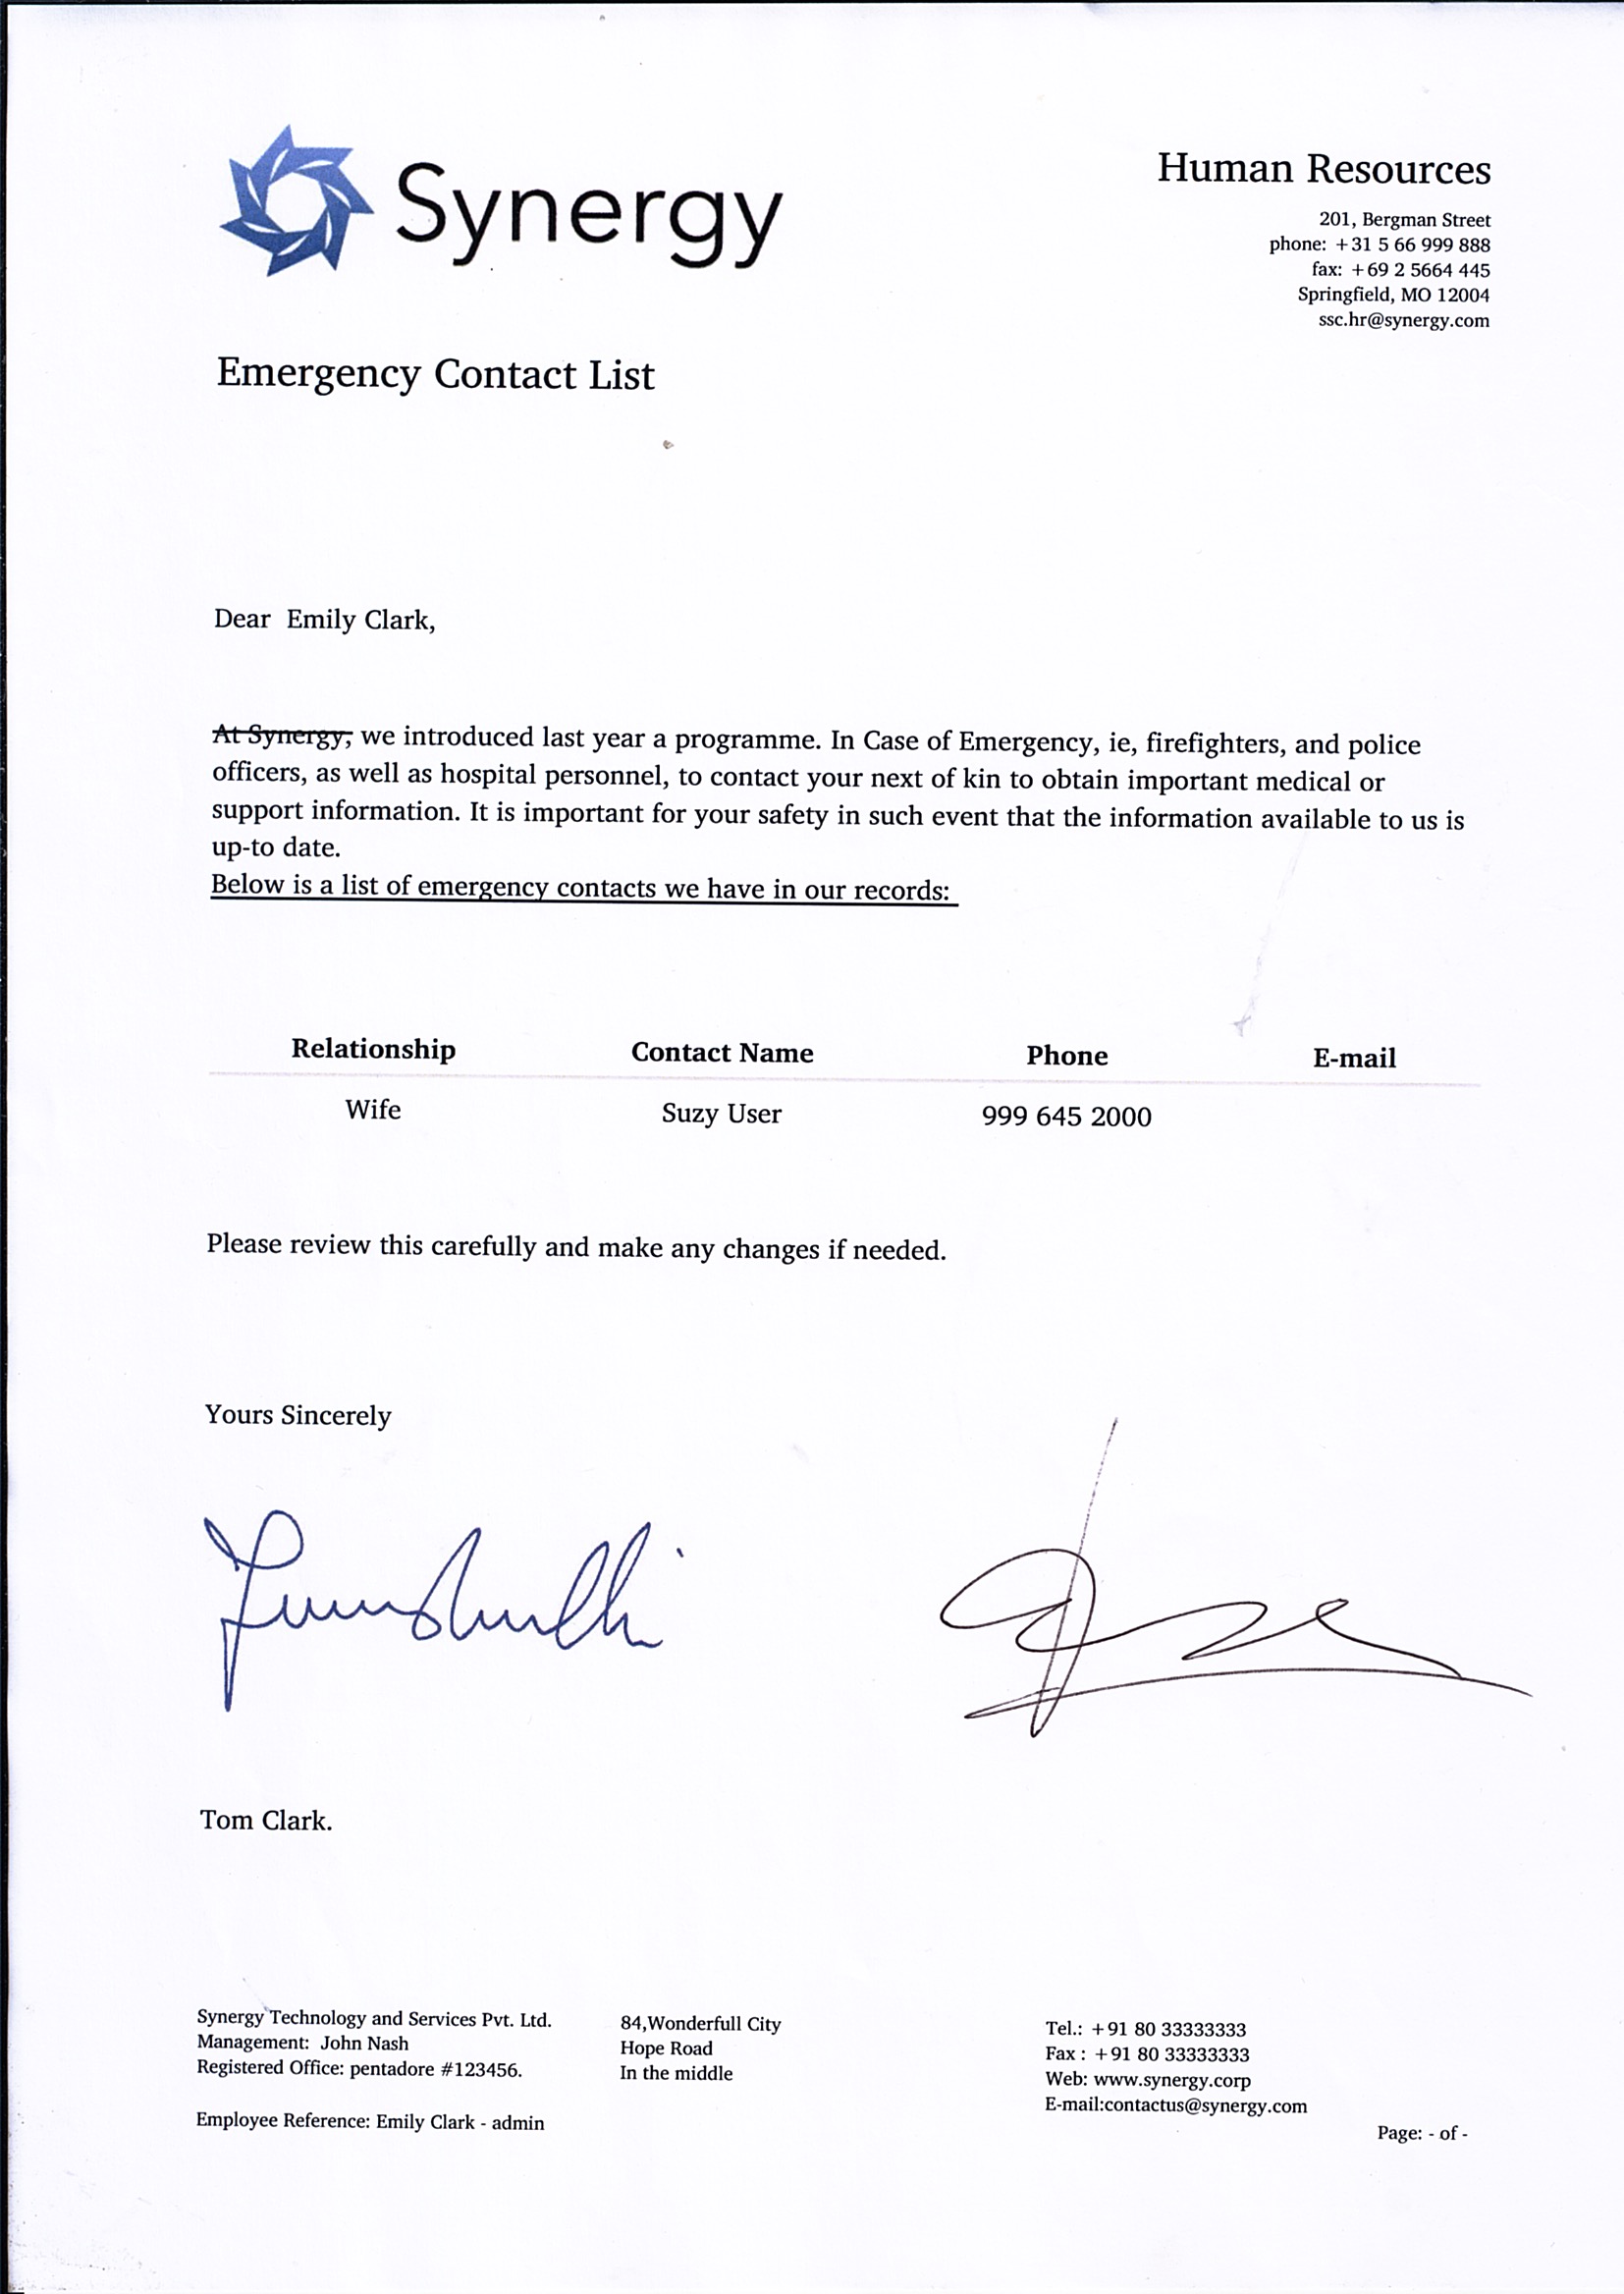 Synergy
Human Resources
201, Bergman Street
phone: +31 5 66 999 888
fax: +69 2 5664 445
Springfield, MO 12004
ssc.hr@synergy.com
Emergency Contact List
Dear Emily Clark,
At Synergy, we introduced last year a programme. In Case of Emergency, ie, firefighters, and police
officers, as well as hospital personnel, to contact your next of kin to obtain important medical or
support information. It is important for your safety in such event that the information available to us is
up-to date.
Below is a list of emergency contacts we have in our records:
Relationship Contact Name Phone E-mail
Wife Suzy User 999 645 2000
Please review this carefully and make any changes if needed.
Yours Sincerely
Tom Clark.
Synergy Technology and Services Pvt. Ltd.
Management: John Nash
Registered Office: pentadore #123456.
Employee Reference: Emily Clark - admin
84,Wonderfull City
Hope Road
In the middle
Tel.: +91 80 33333333
Fax : +91 80 33333333
Web: www.synergy.corp
E-mail:contactus@synergy.com
Page: - of -